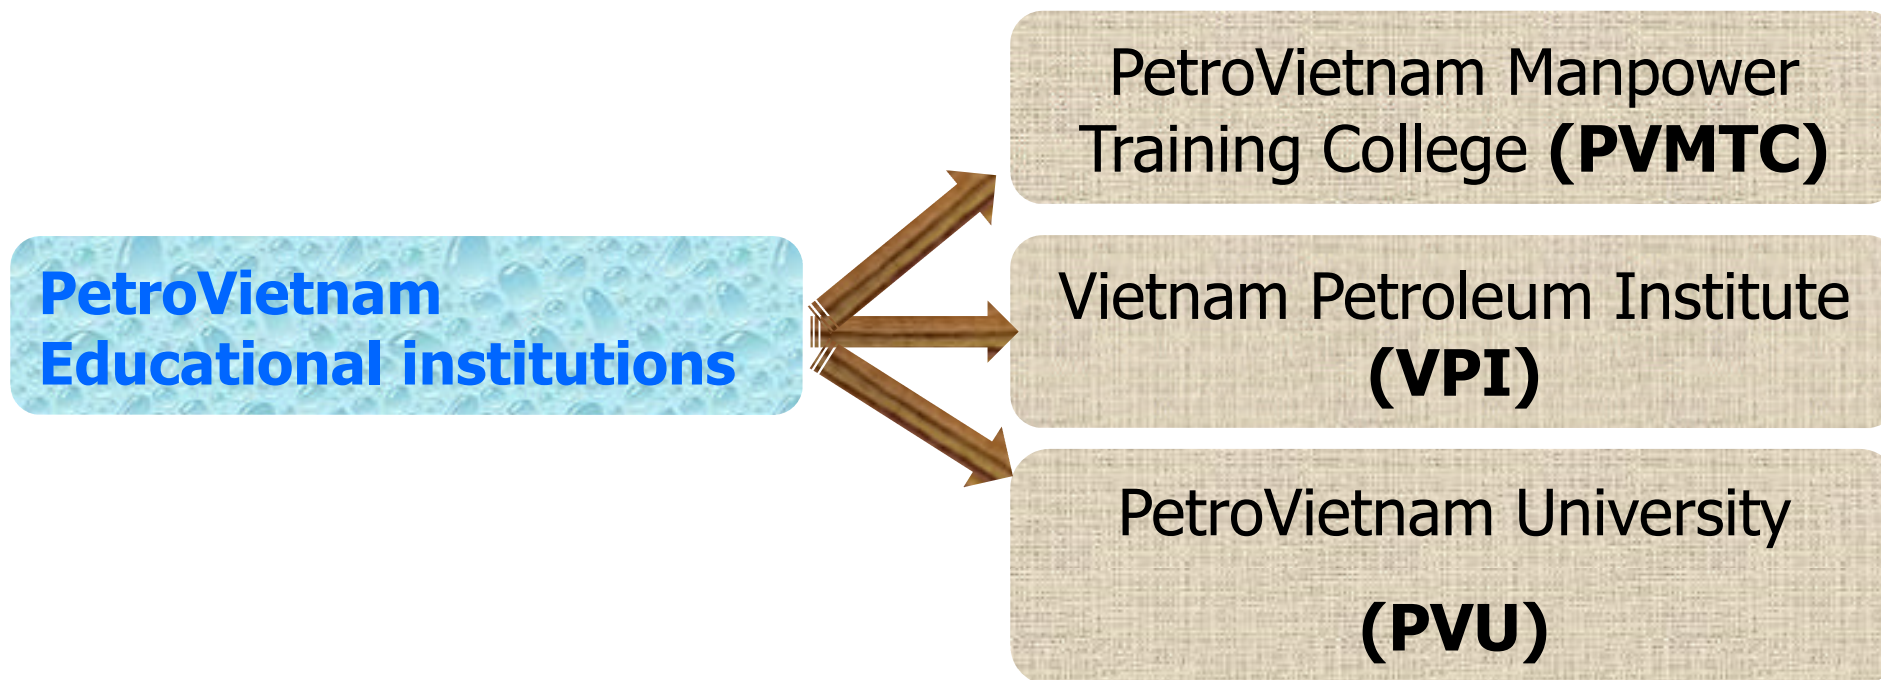 PetroVietnam
Educational institutions
PetroVietnam Manpower
Training College (PVMTC)
Vietnam Petroleum Institute
(VPI)
PetroVietnam University
(PVU)